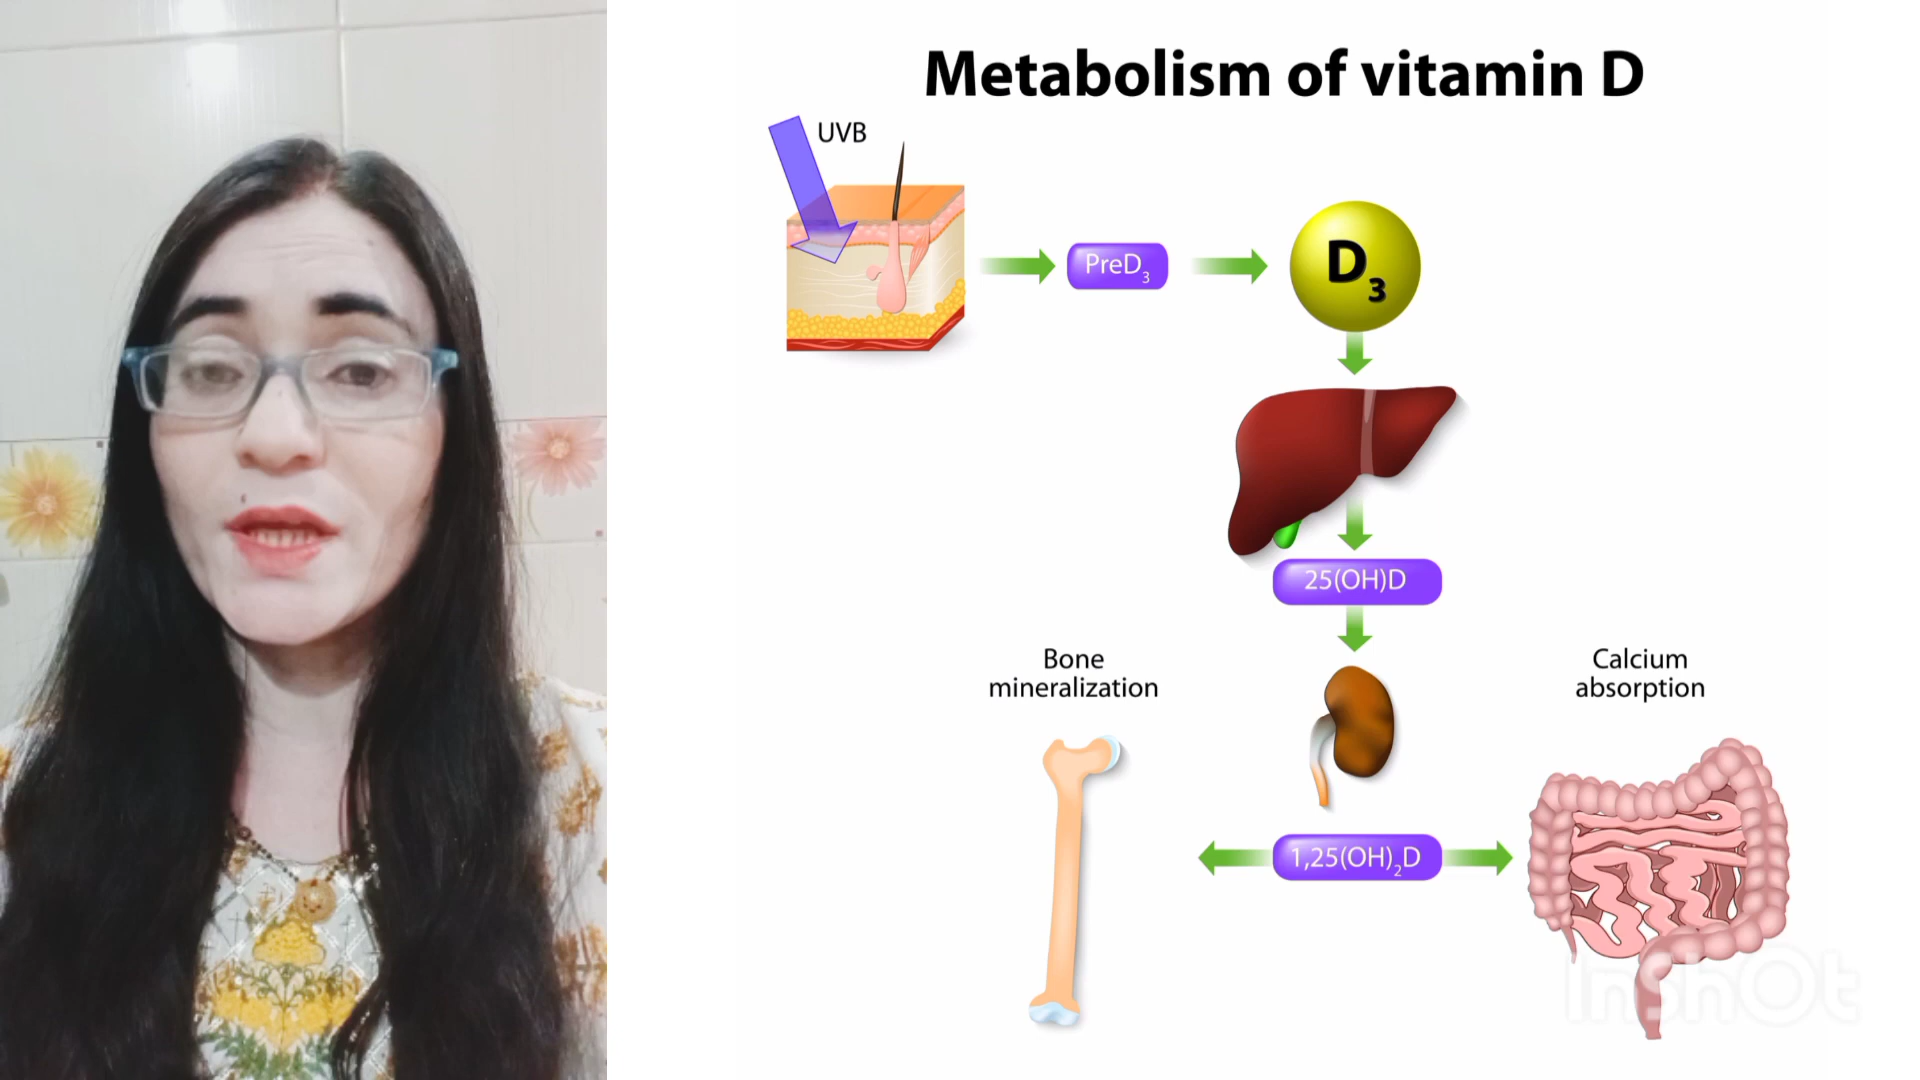 Metabolism of vitamin D
UVB
PreD₃
D₃
25(OH)D
Bone
mineralization
Calcium
absorption
1,25(OH)₂D
InShOt